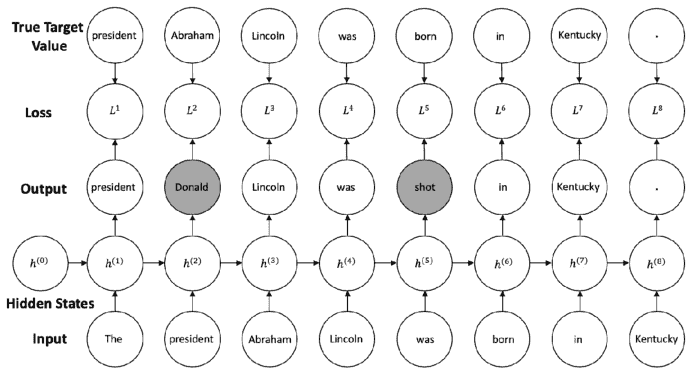 True Target Value president Abraham Lincoln was born in Kentucky .
Loss L¹ L² L³ L⁴ L⁵ L⁶ L⁷ L⁸
Output president Donald Lincoln was shot in Kentucky .
h⁽⁰⁾ h⁽¹⁾ h⁽²⁾ h⁽³⁾ h⁽⁴⁾ h⁽⁵⁾ h⁽⁶⁾ h⁽⁷⁾ h⁽⁸⁾
Hidden States
Input The president Abraham Lincoln was born in Kentucky